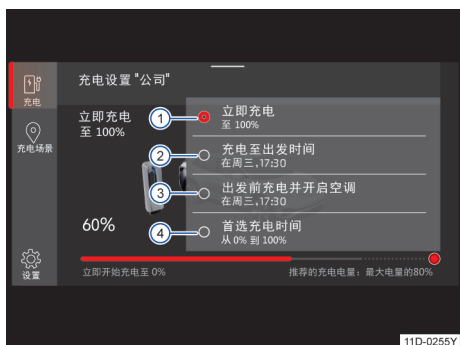 充电设置"公司"
充电
立即充电
至 100%
① 立即充电
至 100%
② 充电至出发时间
在周三,17:30
③ 出发前充电并开启空调
在周三,17:30
④ 首选充电时间
从 0% 到 100%
充电场景
60%
设置
立即开始充电至 0%
推荐的充电电量：最大电量的80%
11D-0255Y